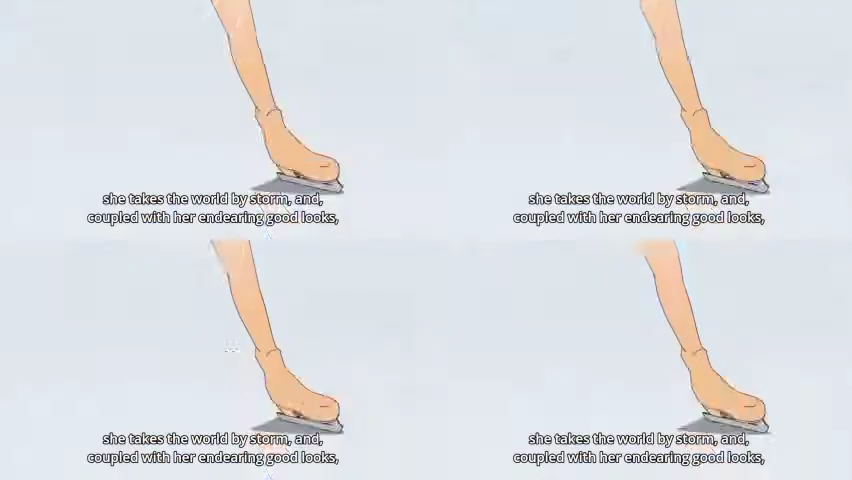 she takes the world by storm, and,
coupled with her endearing good looks,
she takes the world by storm, and,
coupled with her endearing good looks,
she takes the world by storm, and,
coupled with her endearing good looks,
she takes the world by storm, and,
coupled with her endearing good looks,